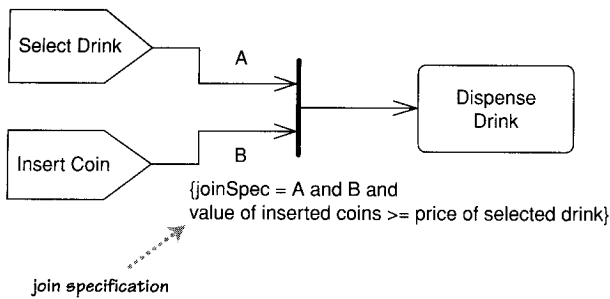 Select Drink
A
Dispense
Drink
Insert Coin
B
{joinSpec = A and B and
value of inserted coins >= price of selected drink}
join specification